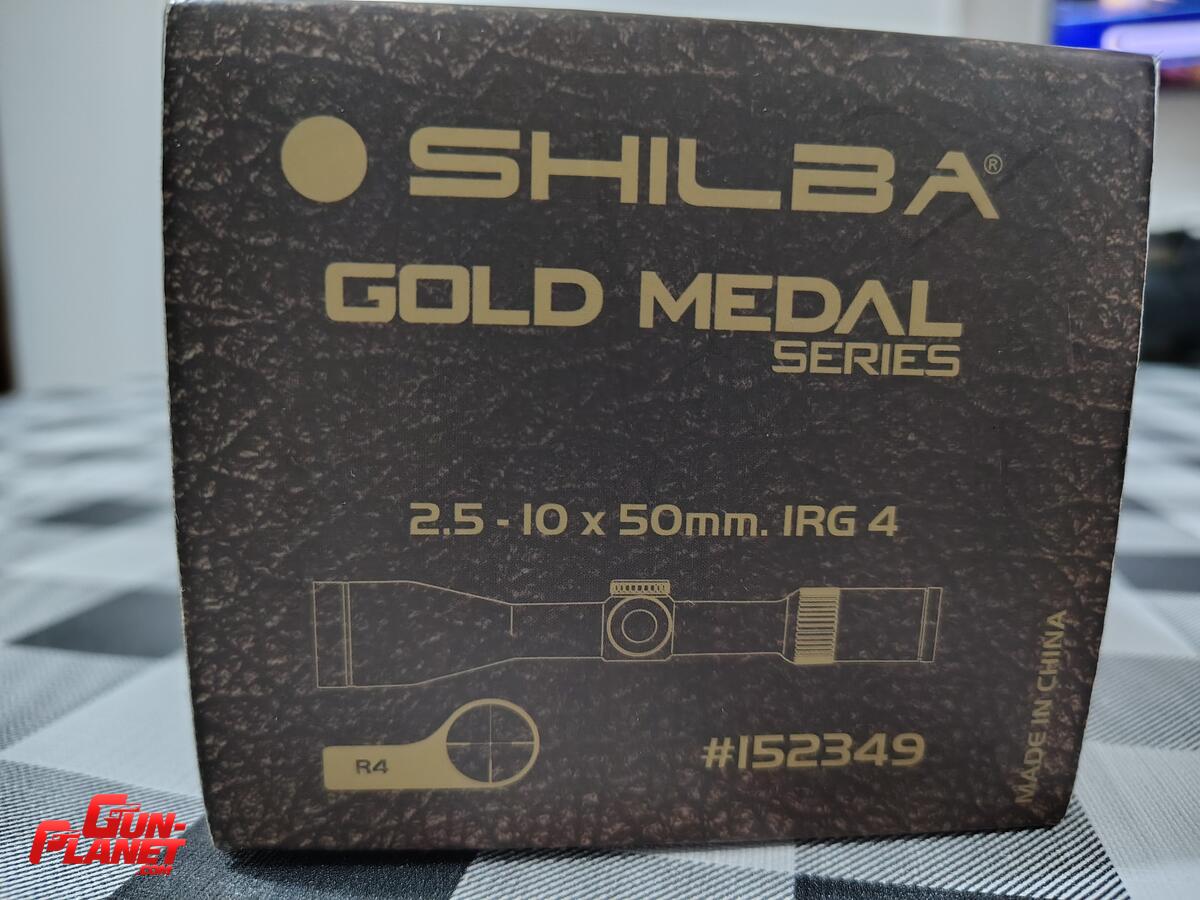 SHILBA®
GOLD MEDAL
SERIES
2.5 - 10 x 50mm. IRG 4
R4
#152349
MADE IN CHINA
GUN-
PLANET
.COM